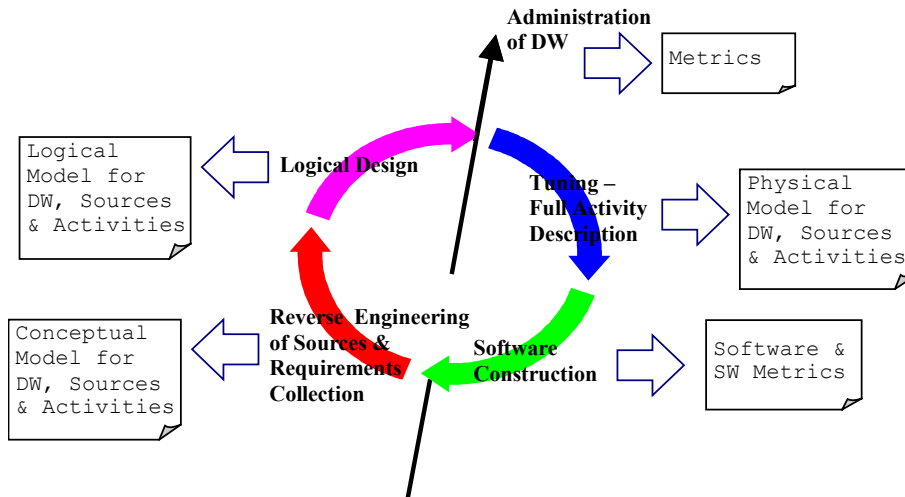 Administration
of DW
Metrics
Logical
Model for
DW, Sources
& Activities
Logical Design
Tuning –
Full Activity
Description
Physical
Model for
DW, Sources
& Activities
Conceptual
Model for
DW, Sources
& Activities
Reverse Engineering
of Sources &
Requirements
Collection
Software
Construction
Software &
SW Metrics